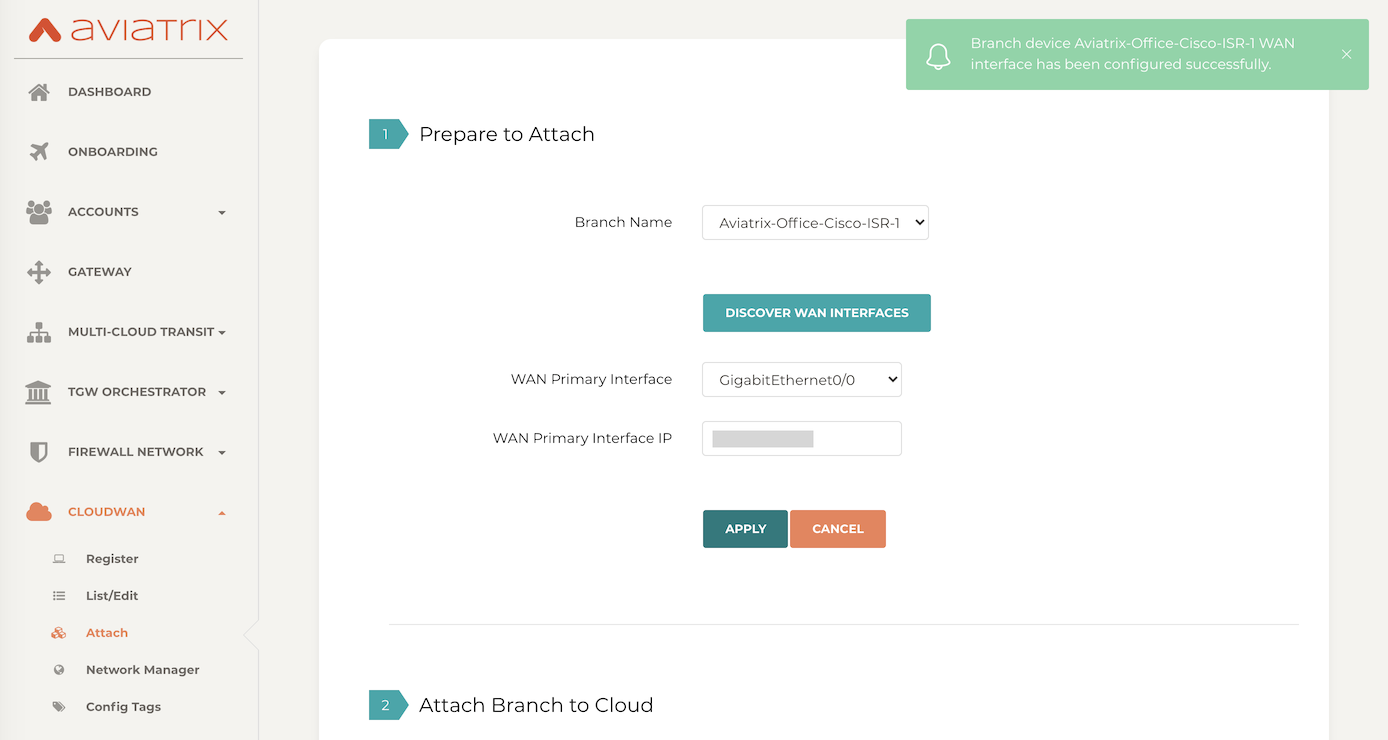 aviatrix
DASHBOARD
ONBOARDING
ACCOUNTS
GATEWAY
MULTI-CLOUD TRANSIT
TGW ORCHESTRATOR
FIREWALL NETWORK
CLOUDWAN
Register
List/Edit
Attach
Network Manager
Config Tags
Branch device Aviatrix-Office-Cisco-ISR-1 WAN
interface has been configured successfully.
1 Prepare to Attach
Branch Name Aviatrix-Office-Cisco-ISR-1
DISCOVER WAN INTERFACES
WAN Primary Interface GigabitEthernet0/0
WAN Primary Interface IP
APPLY CANCEL
2 Attach Branch to Cloud